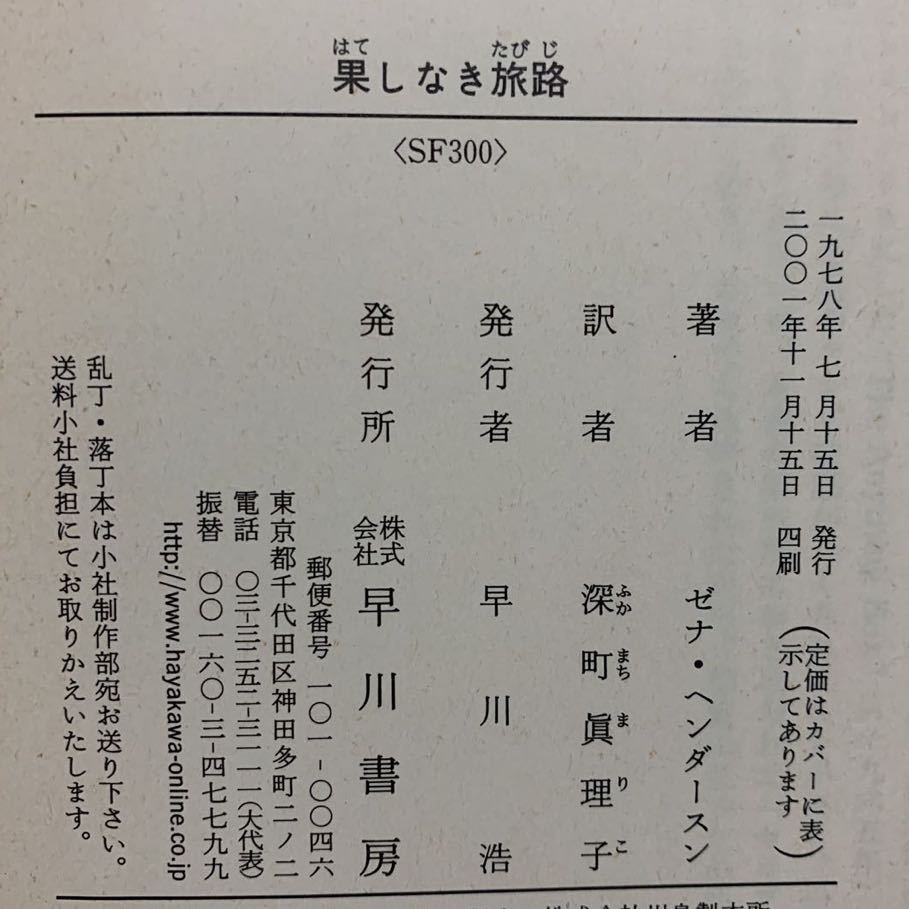 果しなき旅路
はて たびじ
〈SF300〉
一九七八年 七 月十五日 発行
二〇〇一年十一月十五日 四刷
（定価はカバーに表
示してあります）
著者 ゼナ・ヘンダースン
訳者 深町眞理子
ふかまちまりこ
発行者 早川 浩
発行所 株式会社 早川書房
郵便番号 一〇一-〇〇四六
東京都千代田区神田多町二ノ二
電話 〇三-三二五二-三一一一(大代表)
振替 〇〇一六〇-三-四七七九九
http://www.hayakawa-online.co.jp
乱丁・落丁本は小社制作部宛お送り下さい。
送料小社負担にてお取りかえいたします。